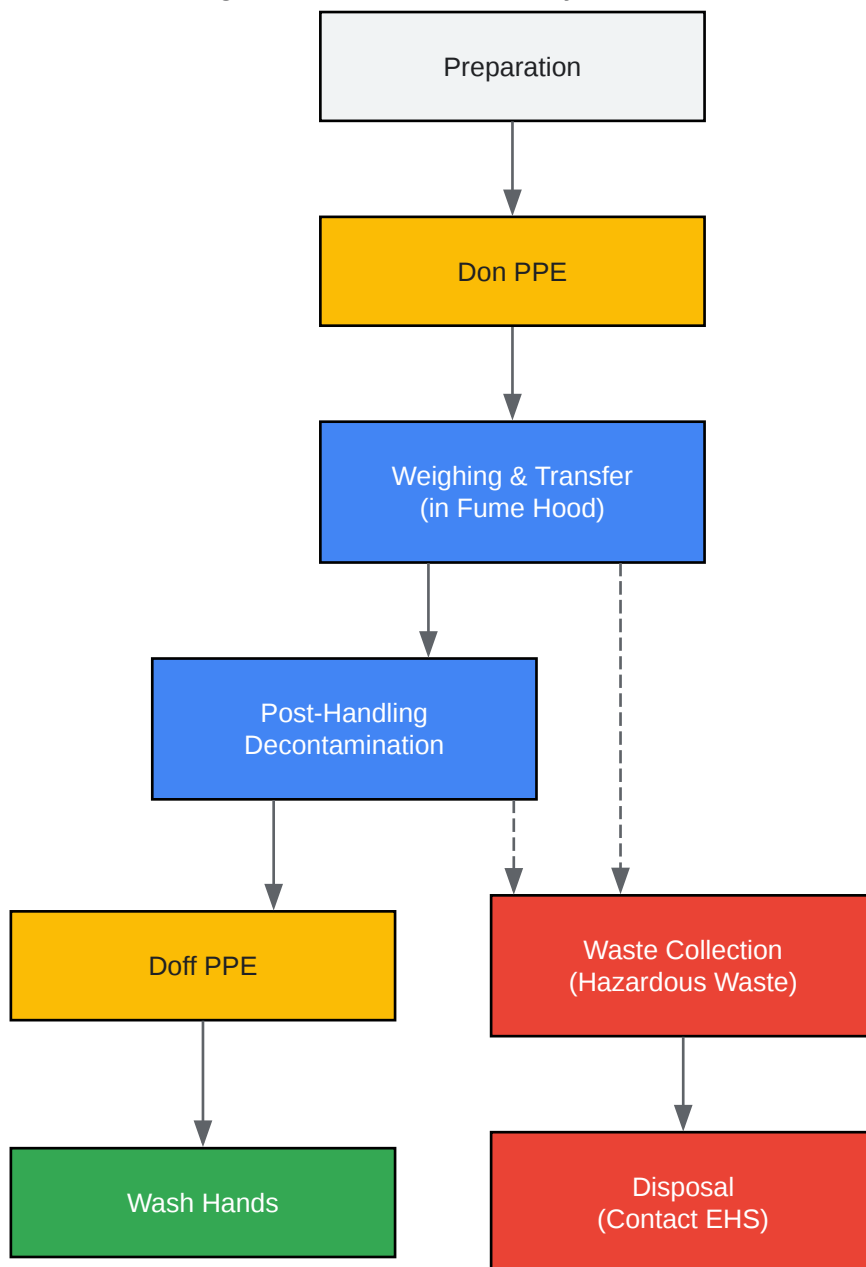 Preparation
Don PPE
Weighing & Transfer
(in Fume Hood)
Post-Handling
Decontamination
Doff PPE
Waste Collection
(Hazardous Waste)
Wash Hands
Disposal
(Contact EHS)